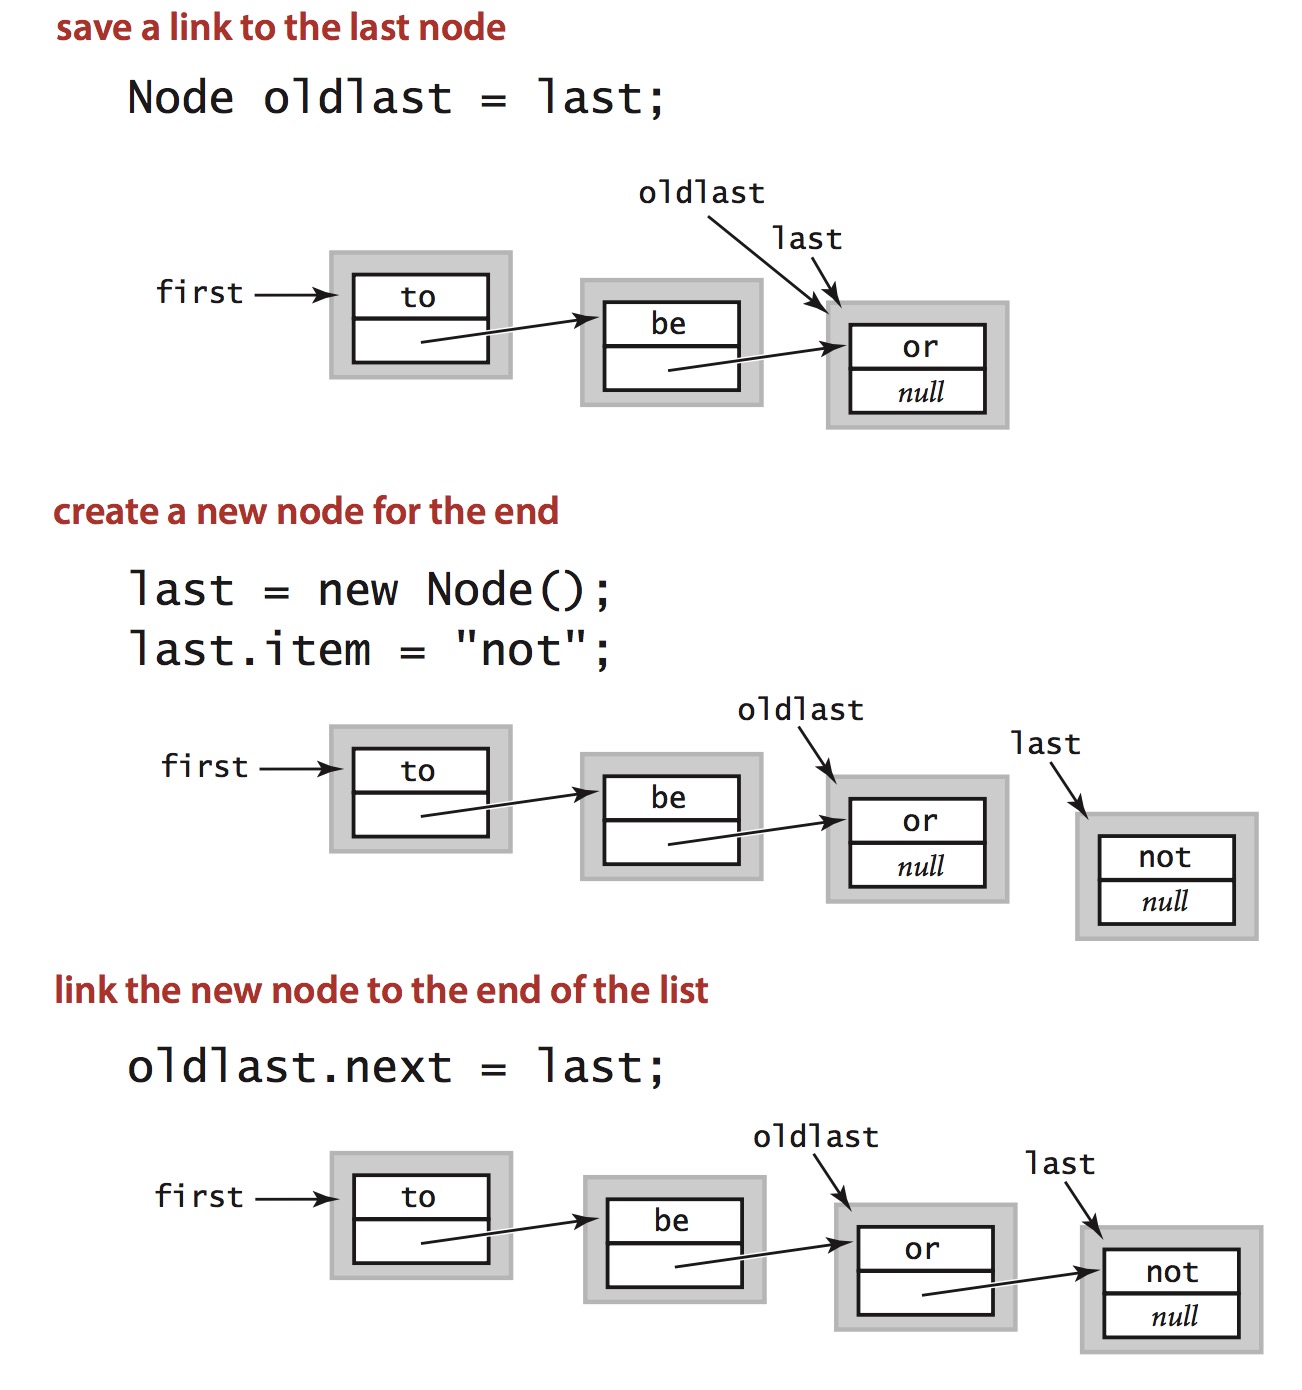 save a link to the last node
Node oldlast = last;
oldlast
last
first
to
be
or
null
create a new node for the end
last = new Node();
last.item = "not";
oldlast
last
first
to
be
or
null
not
null
link the new node to the end of the list
oldlast.next = last;
oldlast
last
first
to
be
or
not
null